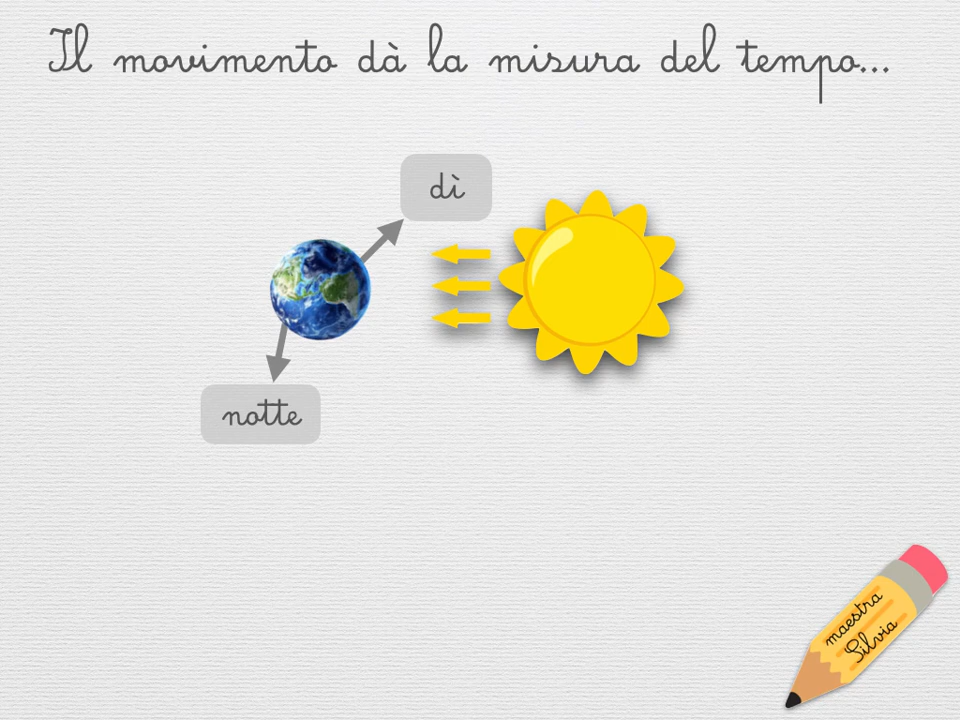 Il movimento dà la misura del tempo...
dì
notte
maestra
Silvia